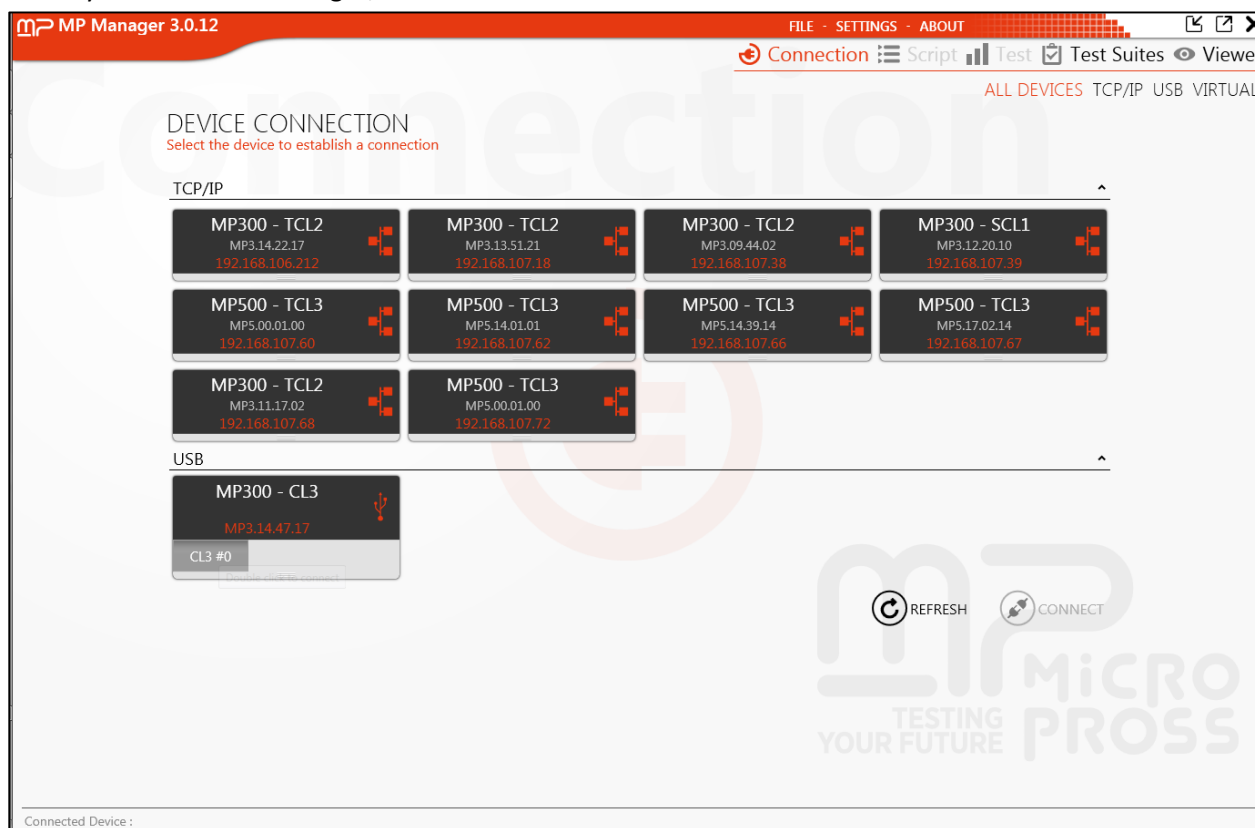 MP Manager 3.0.12
FILE - SETTINGS - ABOUT
Connection Script Test Test Suites Viewe
Connection
ALL DEVICES TCP/IP USB VIRTUAL
DEVICE CONNECTION
Select the device to establish a connection
TCP/IP
MP300 - TCL2
MP3.14.22.17
192.168.106.212
MP300 - TCL2
MP3.13.51.21
192.168.107.18
MP300 - TCL2
MP3.09.44.02
192.168.107.38
MP300 - SCL1
MP3.12.20.10
192.168.107.39
MP500 - TCL3
MP5.00.01.00
192.168.107.60
MP500 - TCL3
MP5.14.01.01
192.168.107.62
MP500 - TCL3
MP5.14.39.14
192.168.107.66
MP500 - TCL3
MP5.17.02.14
192.168.107.67
MP300 - TCL2
MP3.11.17.02
192.168.107.68
MP500 - TCL3
MP5.00.01.00
192.168.107.72
USB
MP300 - CL3
MP3.14.47.17
CL3 #0
Double click to connect
REFRESH
CONNECT
MP
MiCRO
PROSS
TESTING
YOUR FUTURE
Connected Device :